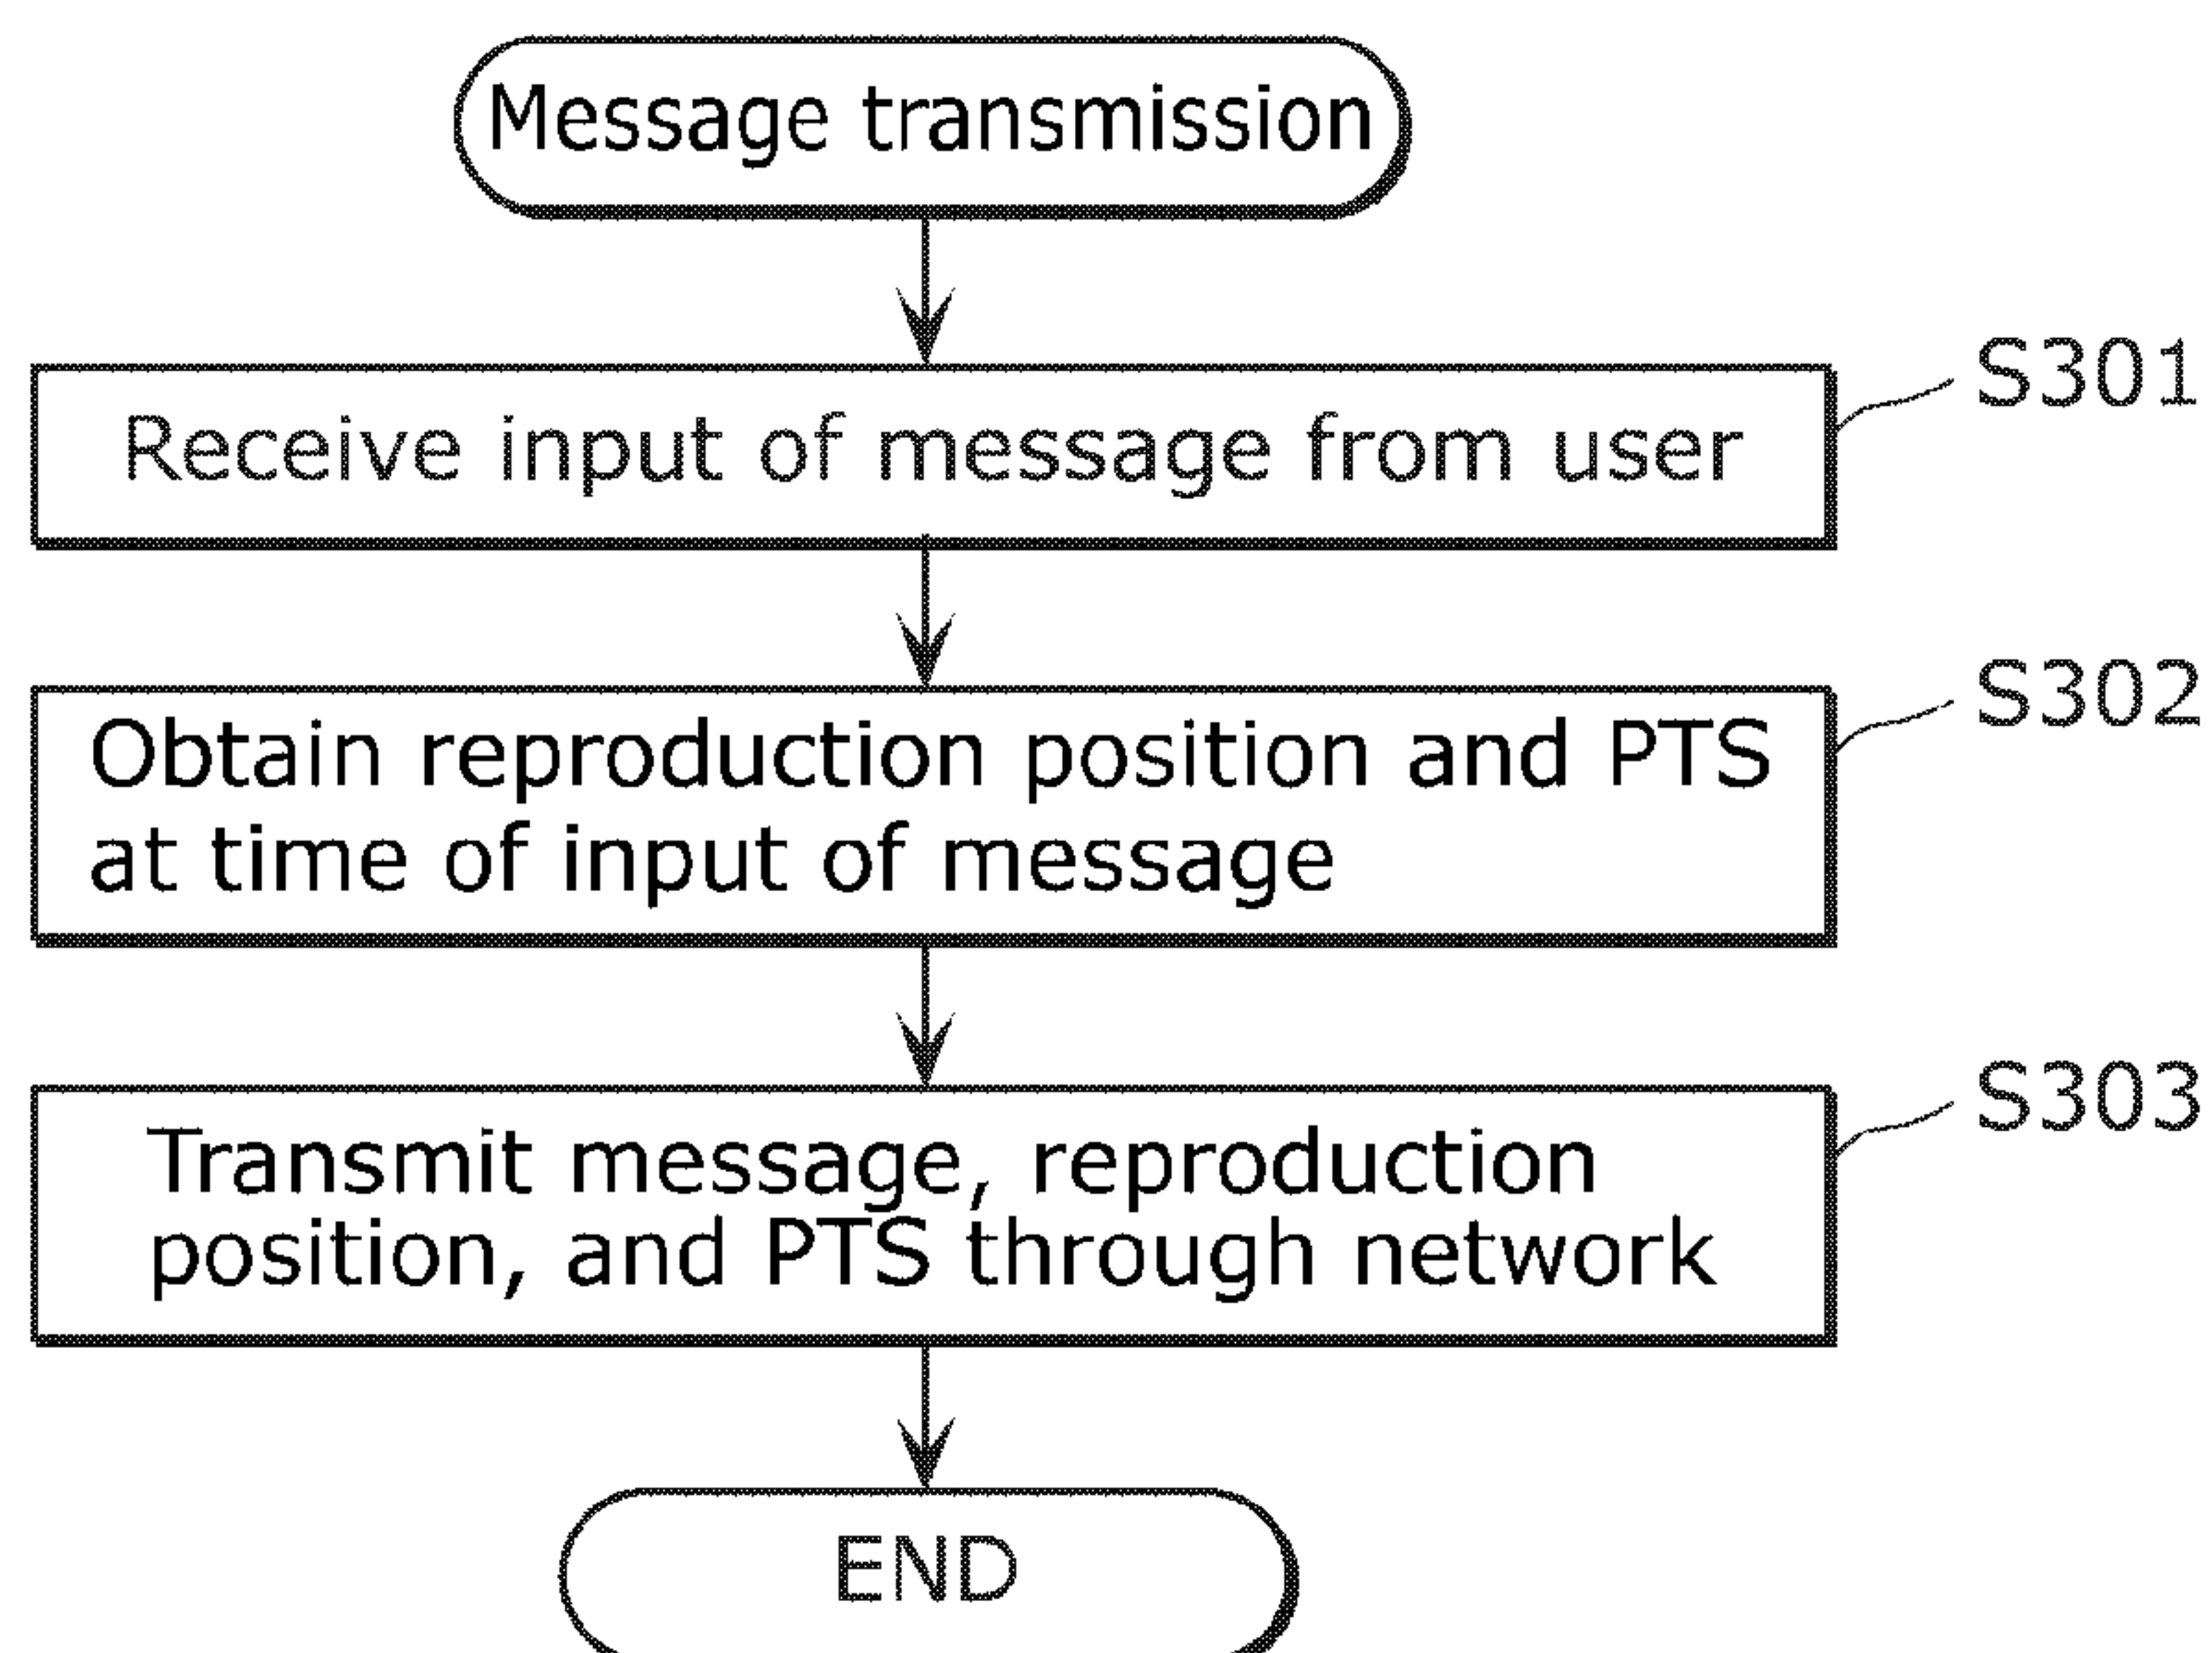 Message transmission
S301
Receive input of message from user
S302
Obtain reproduction position and PTS
at time of input of message
S303
Transmit message, reproduction
position, and PTS through network
END